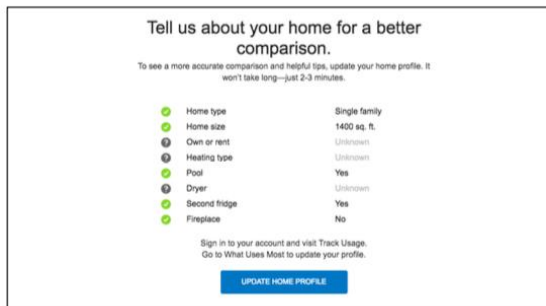 Tell us about your home for a better
comparison.
To see a more accurate comparison and helpful tips, update your home profile. It
won't take long—just 2-3 minutes.
Home type Single family
Home size 1400 sq. ft.
Own or rent Unknown
Heating type Unknown
Pool Yes
Dryer Unknown
Second fridge Yes
Fireplace No
Sign in to your account and visit Track Usage.
Go to What Uses Most to update your profile.
UPDATE HOME PROFILE